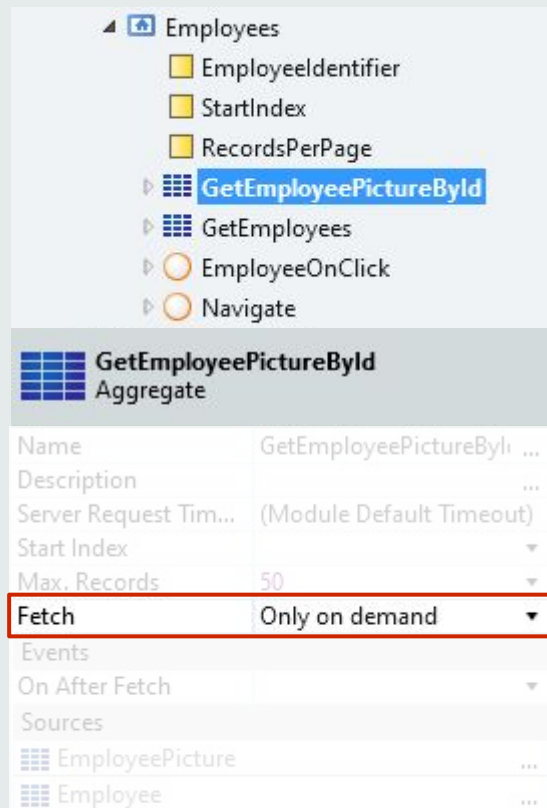 Employees
EmployeeIdentifier
StartIndex
RecordsPerPage
GetEmployeePictureById
GetEmployees
EmployeeOnClick
Navigate
GetEmployeePictureById
Aggregate
Name GetEmployeePictureByI ...
Description ...
Server Request Tim... (Module Default Timeout)
Start Index
Max. Records 50
Fetch Only on demand
Events
On After Fetch
Sources
EmployeePicture ...
Employee ...